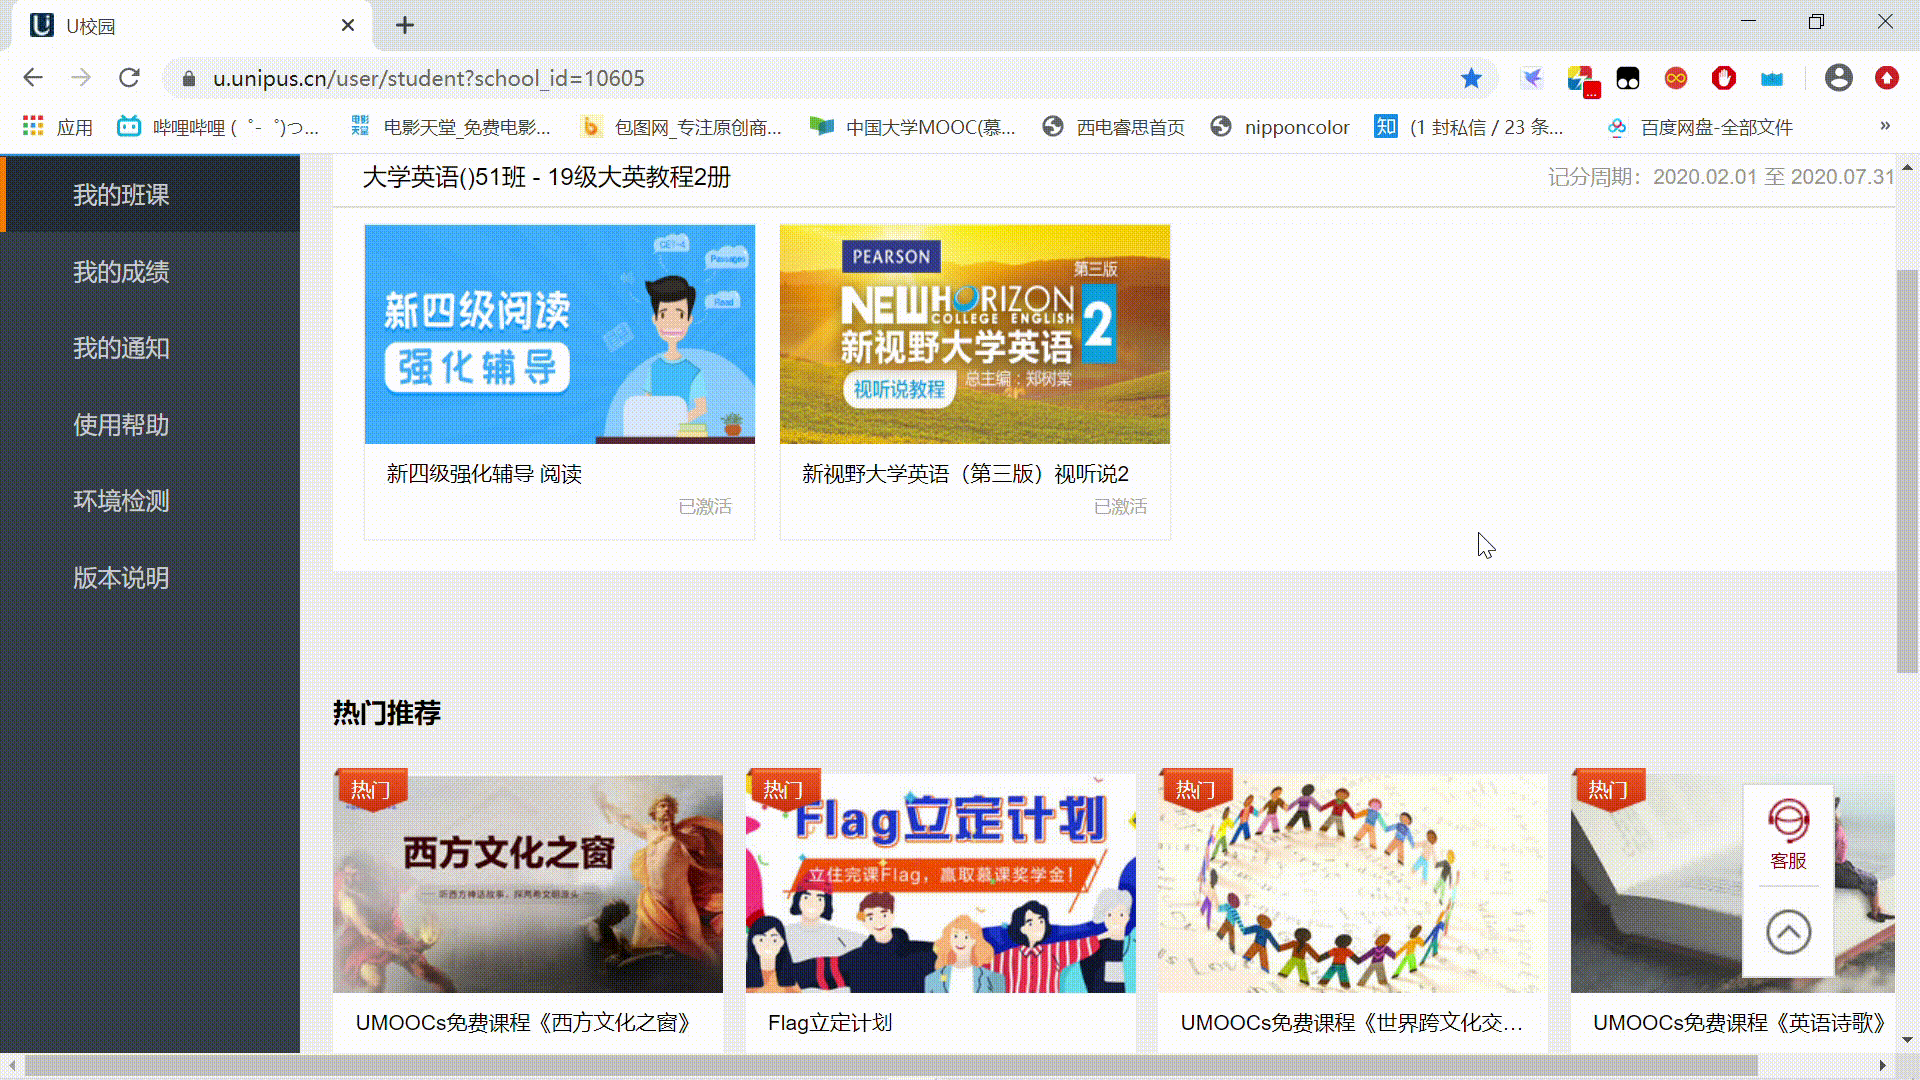 U校园
u.unipus.cn/user/student?school_id=10605
应用
哔哩哔哩 (゜-゜)つ...
电影天堂_免费电影...
包图网_专注原创商...
中国大学MOOC(慕...
西电睿思首页
nipponcolor
(1 封私信 / 23 条...
百度网盘-全部文件
»
我的班课
我的成绩
我的通知
使用帮助
环境检测
版本说明
大学英语()51班 - 19级大英教程2册
记分周期：2020.02.01 至 2020.07.31
CET-4
Passages
Read
新四级阅读
强化辅导
PEARSON
第三版
NEW HORIZON
COLLEGE ENGLISH
2
新视野大学英语
视听说教程
总主编：郑树棠
新四级强化辅导 阅读
已激活
新视野大学英语（第三版）视听说2
已激活
热门推荐
热门
西方文化之窗
热门
Flag立定计划
立住完课Flag，赢取慕课奖学金！
热门
热门
客服
UMOOCs免费课程《西方文化之窗》
Flag立定计划
UMOOCs免费课程《世界跨文化交...
UMOOCs免费课程《英语诗歌》